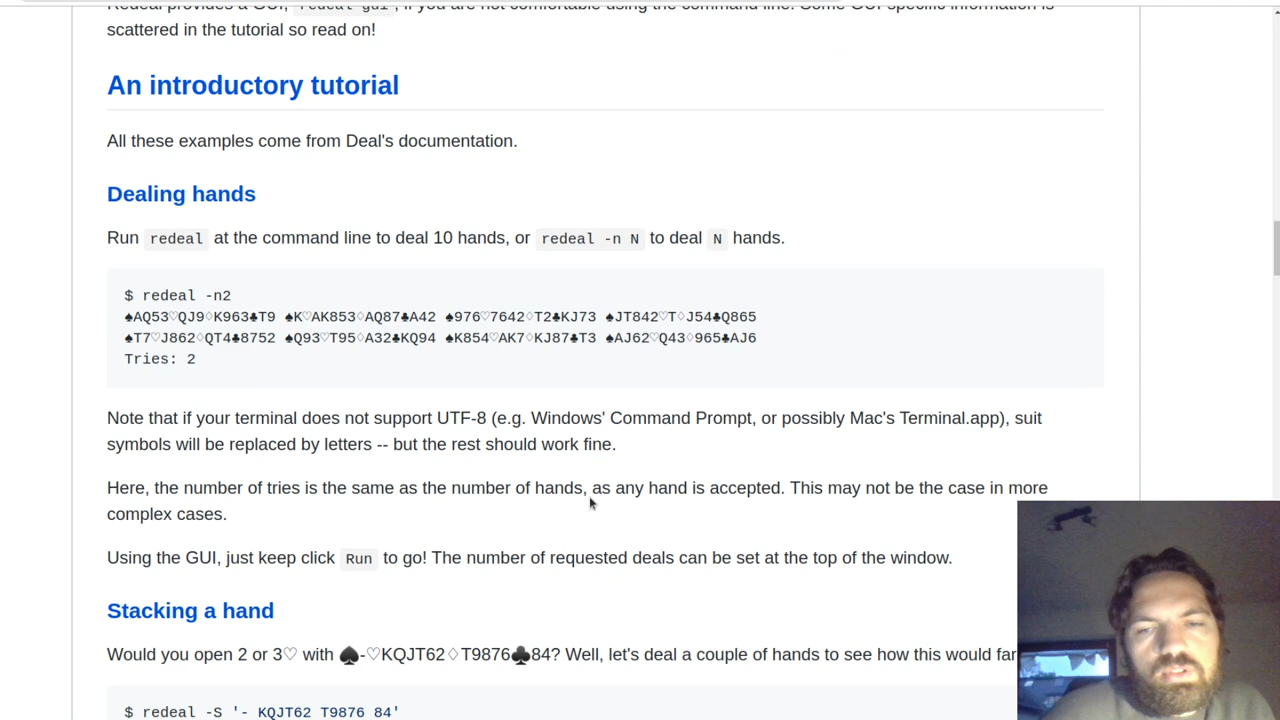 Redeal provides a GUI, redeal-gui, if you are not comfortable using the command line. Some GUI-specific information is
scattered in the tutorial so read on!
An introductory tutorial
All these examples come from Deal's documentation.
Dealing hands
Run redeal at the command line to deal 10 hands, or redeal -n N to deal N hands.
$ redeal -n2
♠AQ53♡QJ9♢K963♣T9 ♠K♡AK853♢AQ87♣A42 ♠976♡7642♢T2♣KJ73 ♠JT842♡T♢J54♣Q865
♠T7♡J862♢QT4♣8752 ♠Q93♡T95♢A32♣KQ94 ♠K854♡AK7♢KJ87♣T3 ♠AJ62♡Q43♢965♣AJ6
Tries: 2
Note that if your terminal does not support UTF-8 (e.g. Windows' Command Prompt, or possibly Mac's Terminal.app), suit
symbols will be replaced by letters -- but the rest should work fine.
Here, the number of tries is the same as the number of hands, as any hand is accepted. This may not be the case in more
complex cases.
Using the GUI, just keep click Run to go! The number of requested deals can be set at the top of the window.
Stacking a hand
Would you open 2 or 3♡ with ♠-♡KQJT62♢T9876♣84? Well, let's deal a couple of hands to see how this would far
$ redeal -S '- KQJT62 T9876 84'